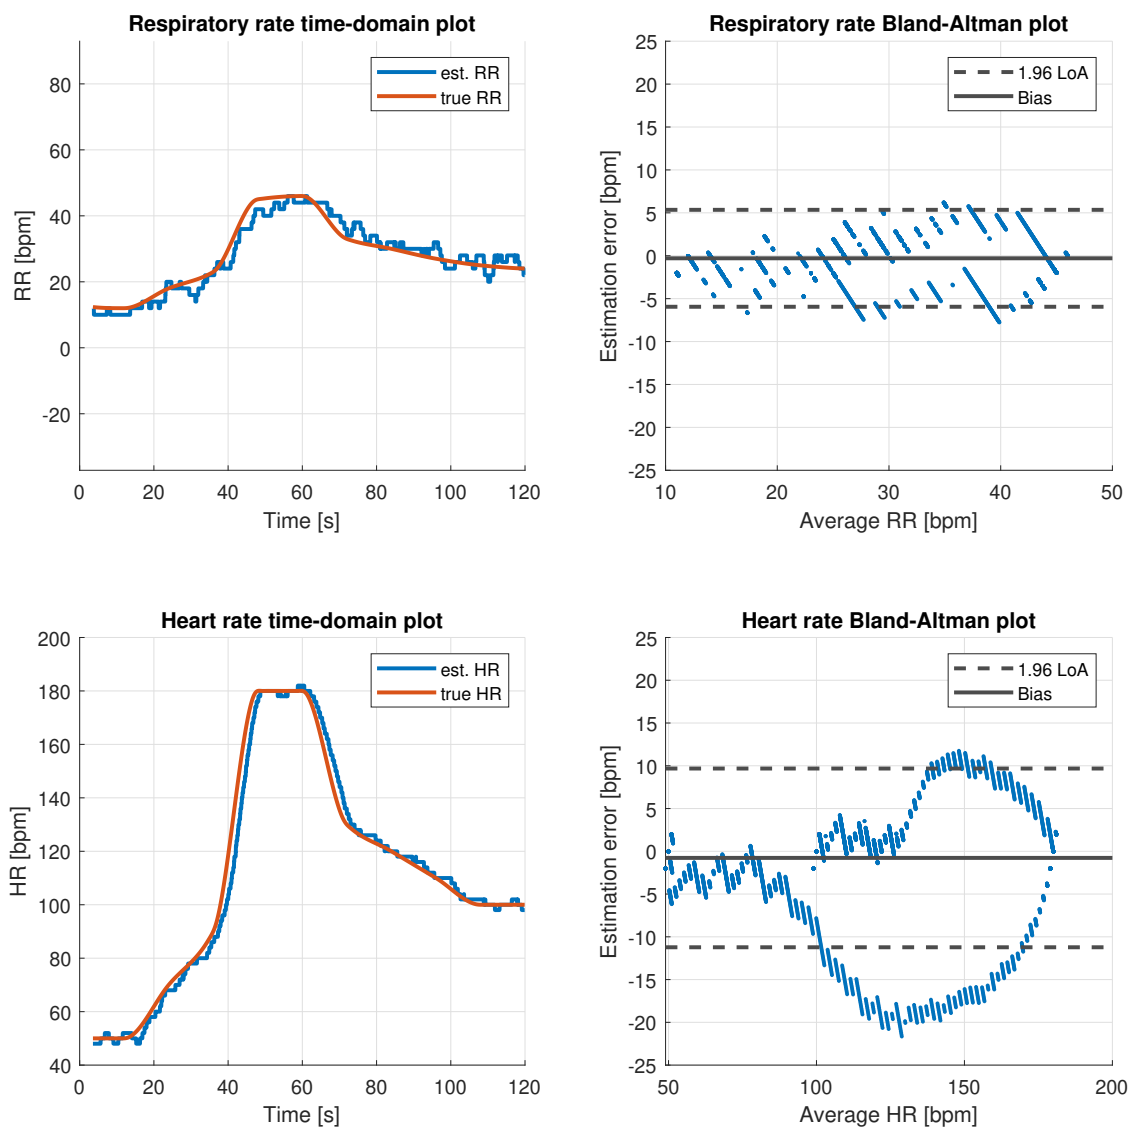 Respiratory rate time-domain plot
RR [bpm]
80
60
40
20
0
-20
0 20 40 60 80 100 120
Time [s]
est. RR
true RR
Respiratory rate Bland-Altman plot
Estimation error [bpm]
25
20
15
10
5
0
-5
-10
-15
-20
-25
10 20 30 40 50
Average RR [bpm]
1.96 LoA
Bias
Heart rate time-domain plot
HR [bpm]
200
180
160
140
120
100
80
60
40
0 20 40 60 80 100 120
Time [s]
est. HR
true HR
Heart rate Bland-Altman plot
Estimation error [bpm]
25
20
15
10
5
0
-5
-10
-15
-20
-25
50 100 150 200
Average HR [bpm]
1.96 LoA
Bias